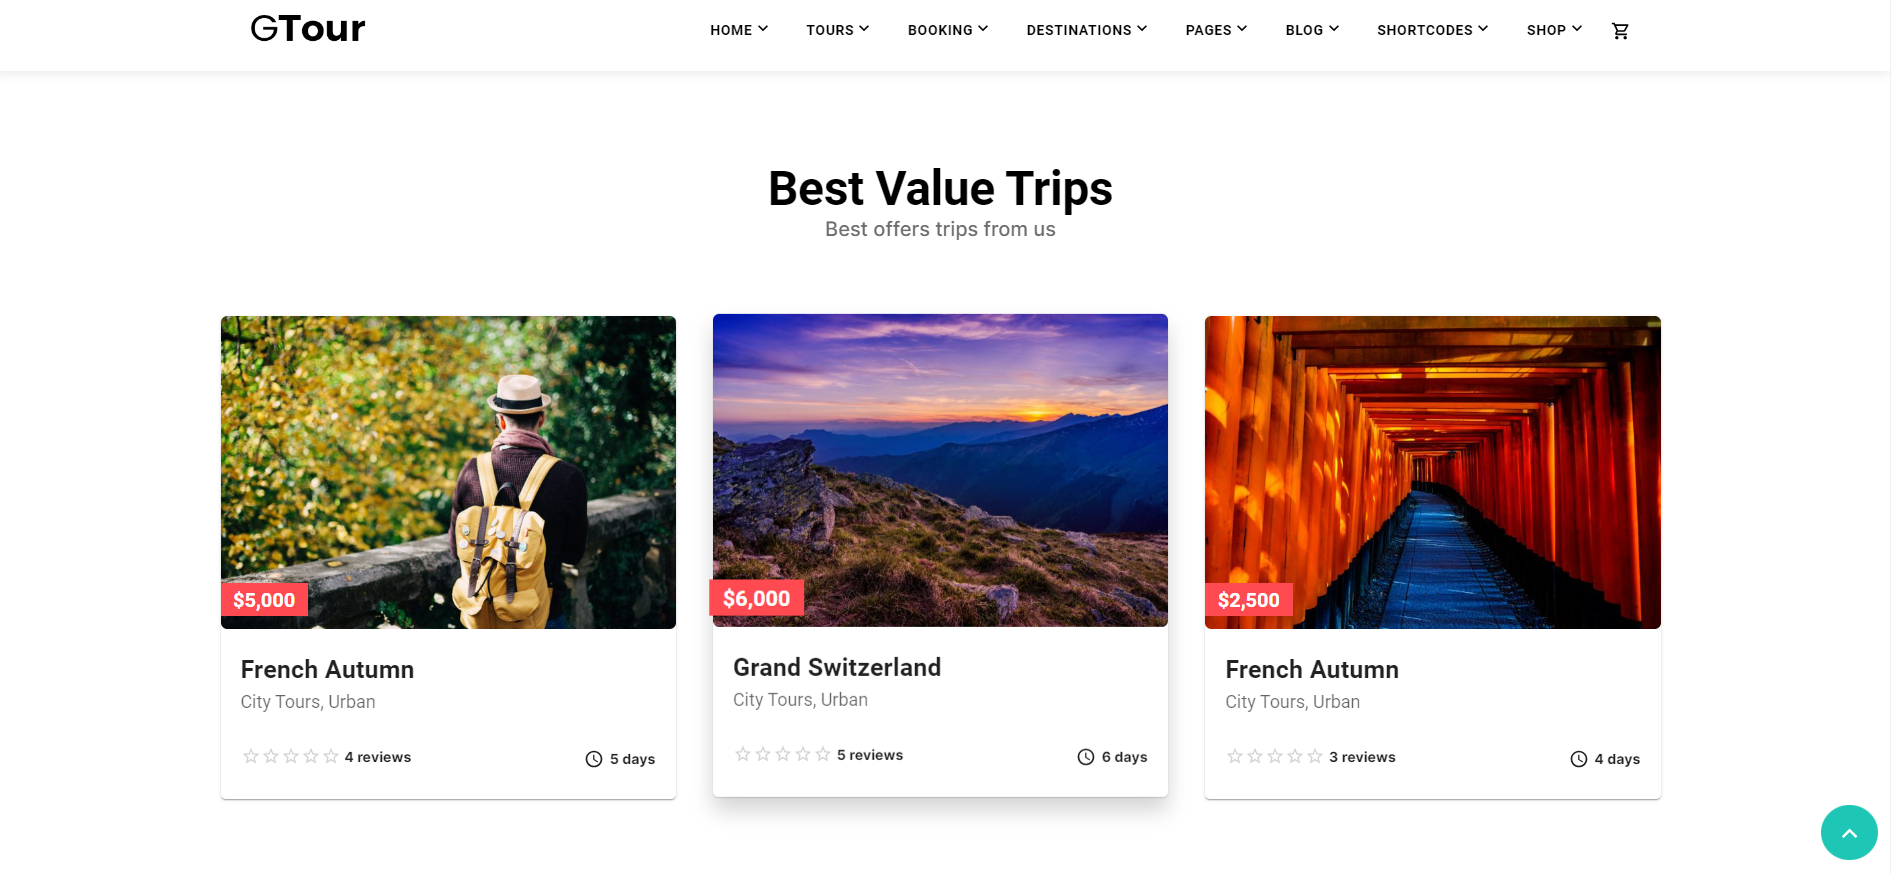 GTour
HOME TOURS BOOKING DESTINATIONS PAGES BLOG SHORTCODES SHOP
Best Value Trips
Best offers trips from us
$5,000
French Autumn
City Tours, Urban
4 reviews 5 days
$6,000
Grand Switzerland
City Tours, Urban
5 reviews 6 days
$2,500
French Autumn
City Tours, Urban
3 reviews 4 days